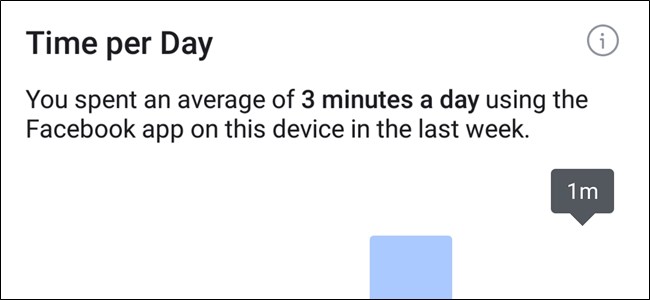 Time per Day
You spent an average of 3 minutes a day using the
Facebook app on this device in the last week.
1m